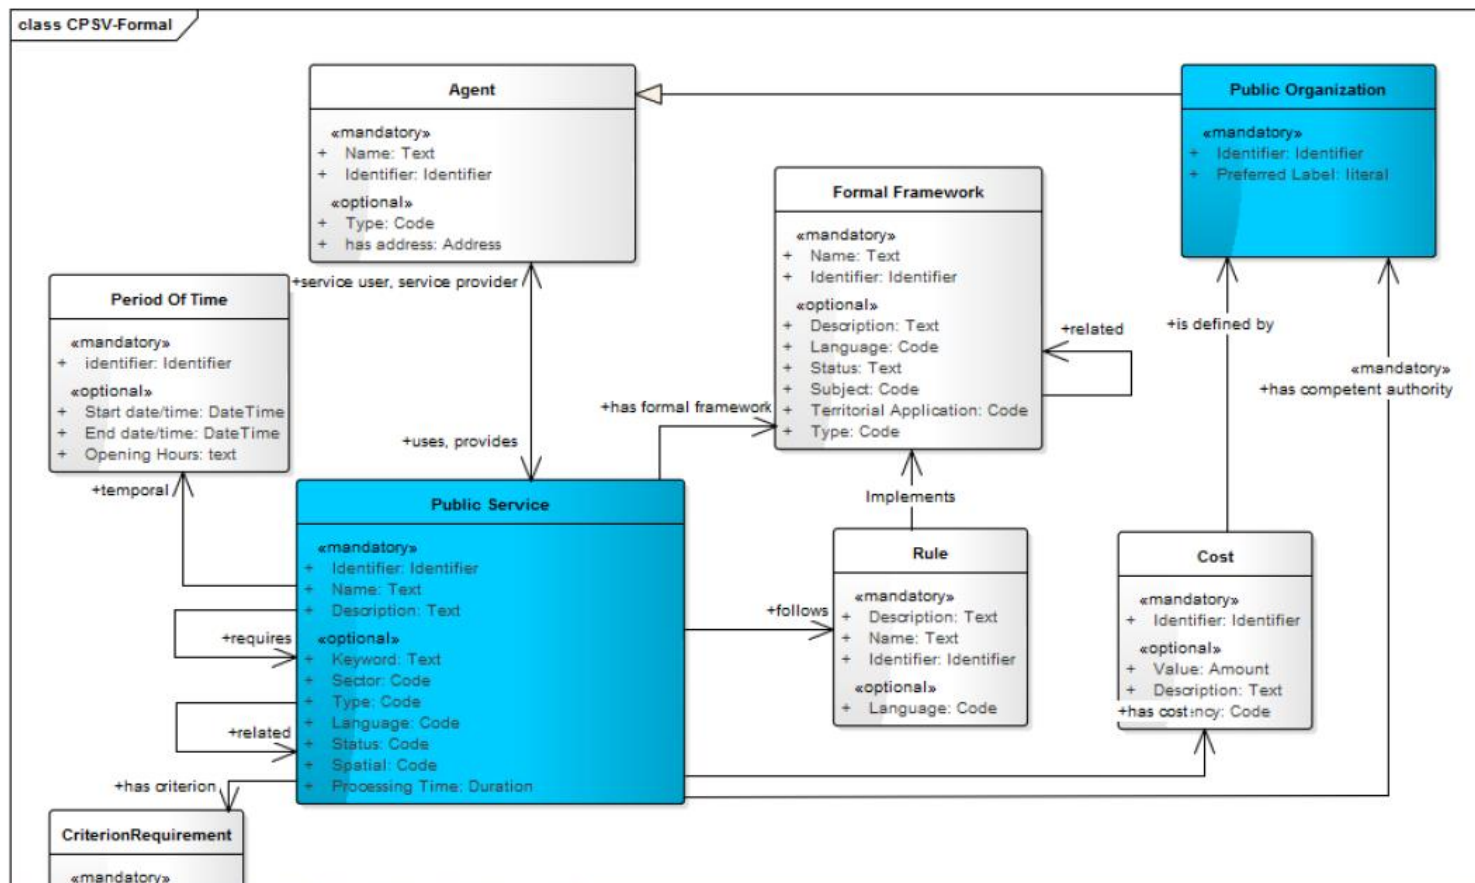 class CPSV-Formal
Agent
«mandatory»
+ Name: Text
+ Identifier: Identifier
«optional»
+ Type: Code
+ has address: Address
Public Organization
«mandatory»
+ Identifier: Identifier
+ Preferred Label: literal
Formal Framework
«mandatory»
+ Name: Text
+ Identifier: Identifier
«optional»
+ Description: Text
+ Language: Code
+ Status: Text
+ Subject: Code
+ Territorial Application: Code
+ Type: Code
+related
+is defined by
«mandatory»
+has competent authority
+service user, service provider
Period Of Time
«mandatory»
+ identifier: Identifier
«optional»
+ Start date/time: DateTime
+ End date/time: DateTime
+ Opening Hours: text
+temporal
+uses, provides
+has formal framework
Implements
Public Service
«mandatory»
+ Identifier: Identifier
+ Name: Text
+ Description: Text
«optional»
+ Keyword: Text
+ Sector: Code
+ Type: Code
+ Language: Code
+ Status: Code
+ Spatial: Code
+ Processing Time: Duration
+requires
+related
+has criterion
+follows
Rule
«mandatory»
+ Description: Text
+ Name: Text
+ Identifier: Identifier
«optional»
+ Language: Code
Cost
«mandatory»
+ Identifier: Identifier
«optional»
+ Value: Amount
+ Description: Text
+has cost ncy: Code
CriterionRequirement
«mandatory»